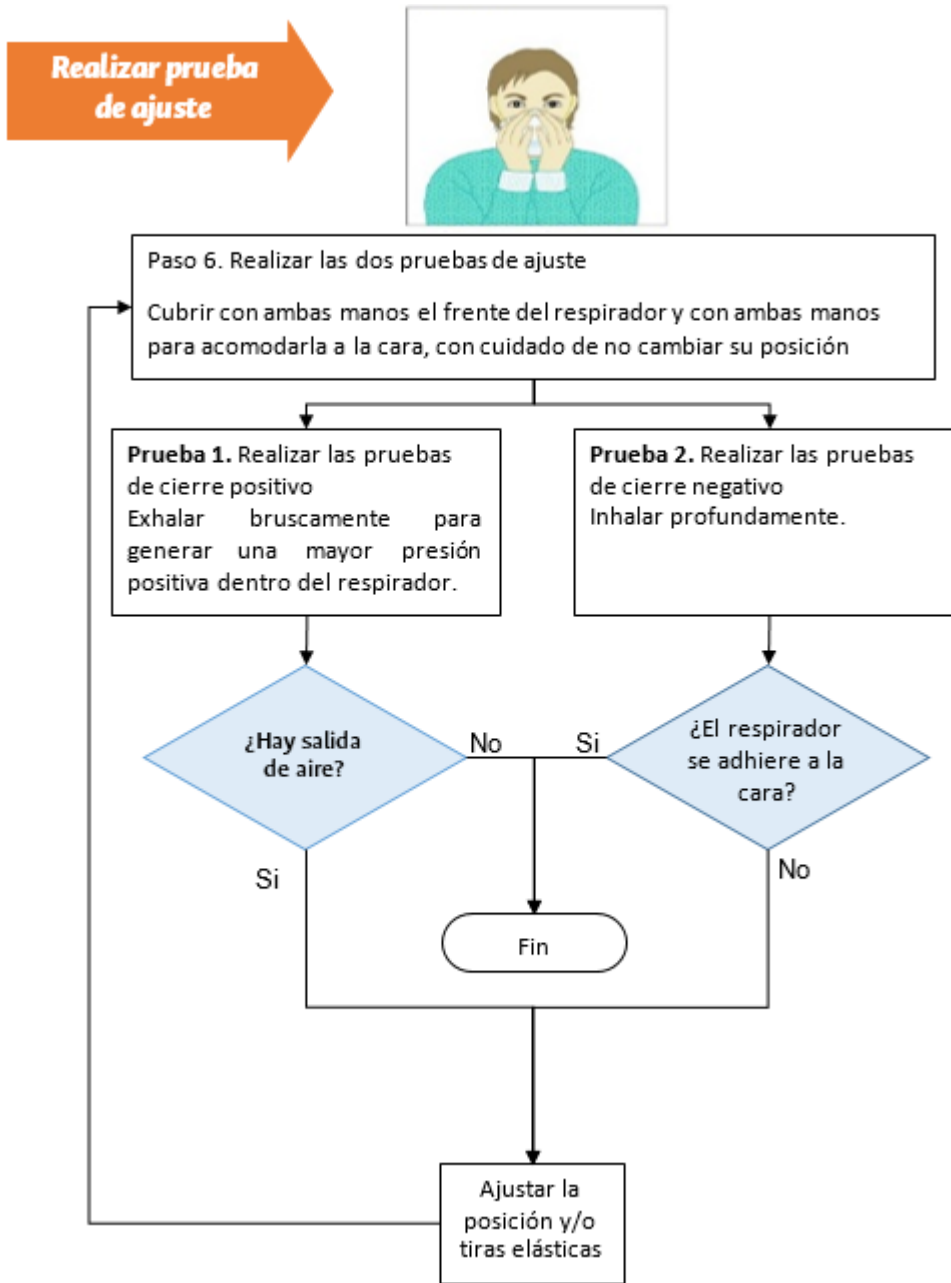 Realizar prueba
de ajuste
Paso 6. Realizar las dos pruebas de ajuste
Cubrir con ambas manos el frente del respirador y con ambas manos
para acomodarla a la cara, con cuidado de no cambiar su posición
Prueba 1. Realizar las pruebas
de cierre positivo
Exhalar bruscamente para
generar una mayor presión
positiva dentro del respirador.
Prueba 2. Realizar las pruebas
de cierre negativo
Inhalar profundamente.
¿Hay salida
de aire?
No
Si
¿El respirador
se adhiere a la
cara?
Si
No
Fin
Ajustar la
posición y/o
tiras elásticas